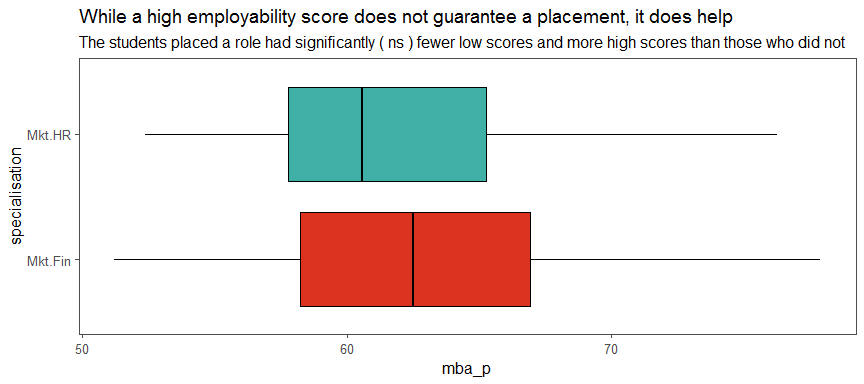 While a high employability score does not guarantee a placement, it does help
The students placed a role had significantly ( ns ) fewer low scores and more high scores than those who did not
specialisation
Mkt.HR
Mkt.Fin
50 60 70
mba_p